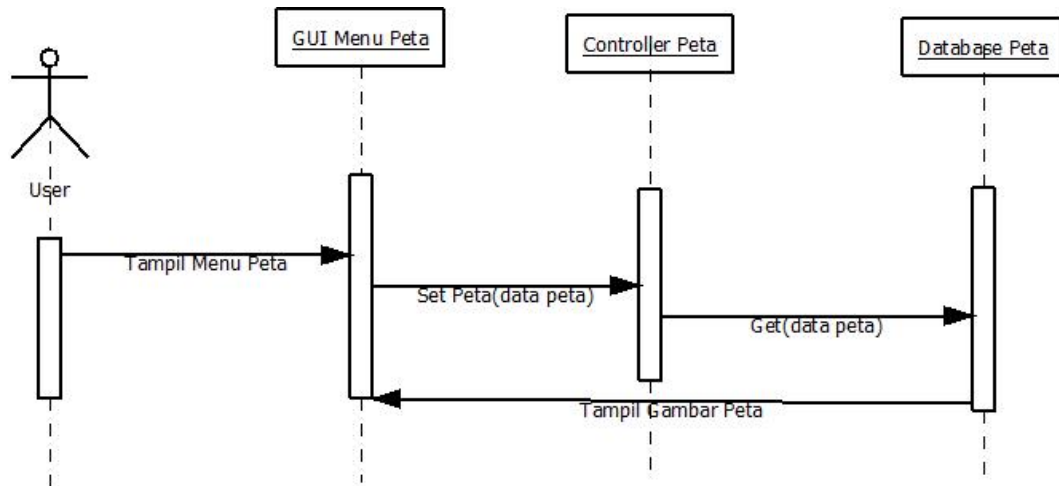 GUI Menu Peta
Controller Peta
Database Peta
User
Tampil Menu Peta
Set Peta(data peta)
Get(data peta)
Tampil Gambar Peta